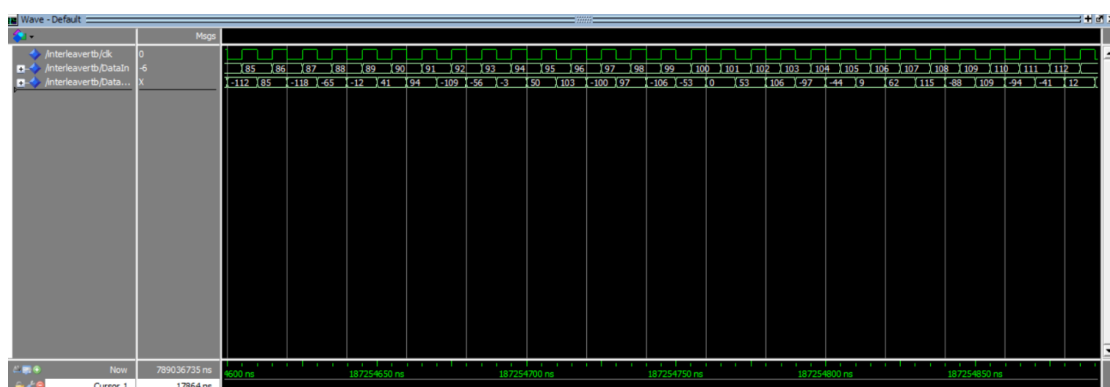 Wave - Default
Msgs
/interleavertb/clk 0
/interleavertb/DataIn -6 85 86 87 88 89 90 91 92 93 94 95 96 97 98 99 100 101 102 103 104 105 106 107 108 109 110 111 112
/interleavertb/Data... X -112 85 -118 -65 -12 41 94 -109 -56 -3 50 103 -100 97 -106 -53 0 53 106 -97 -44 9 62 115 -88 109 -94 -41 12
Now 789036735 ns 4600 ns 187254650 ns 187254700 ns 187254750 ns 187254800 ns 187254850 ns
Cursor 1 17864 ns